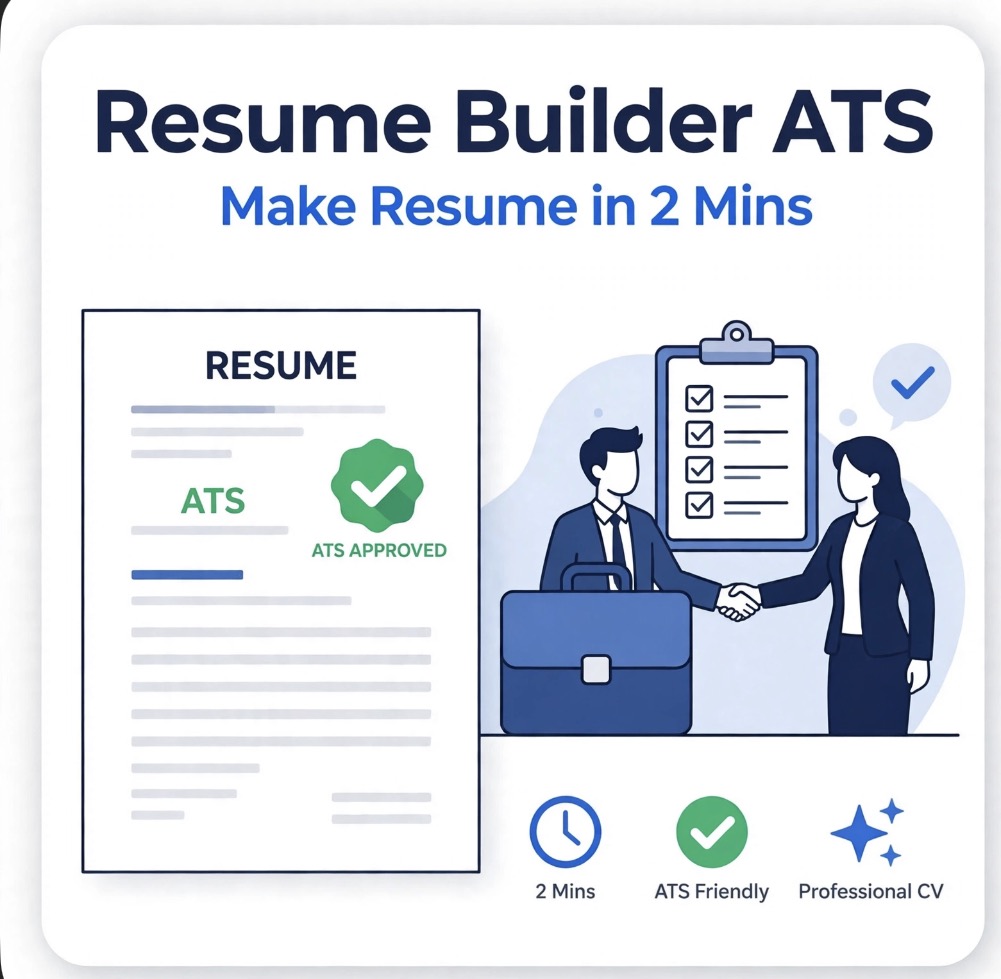 Resume Builder ATS
Make Resume in 2 Mins
RESUME
ATS
ATS APPROVED
2 Mins
ATS Friendly
Professional CV